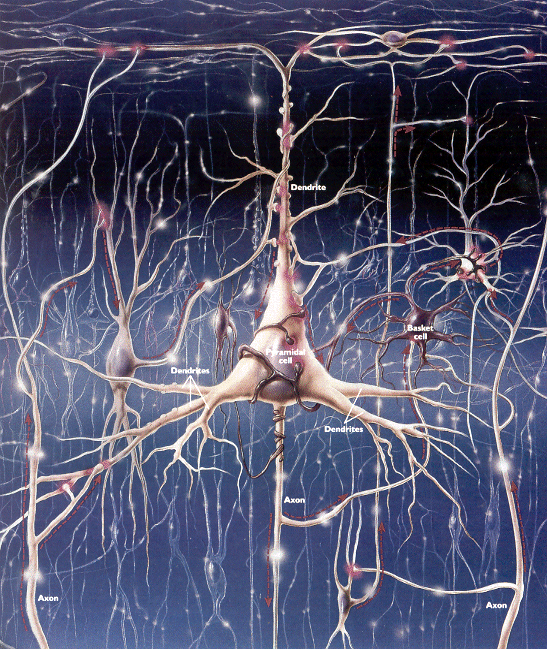 Dendrite
Basket
cell
Pyramidal
cell
Dendrites
Dendrites
Axon
Axon
Axon